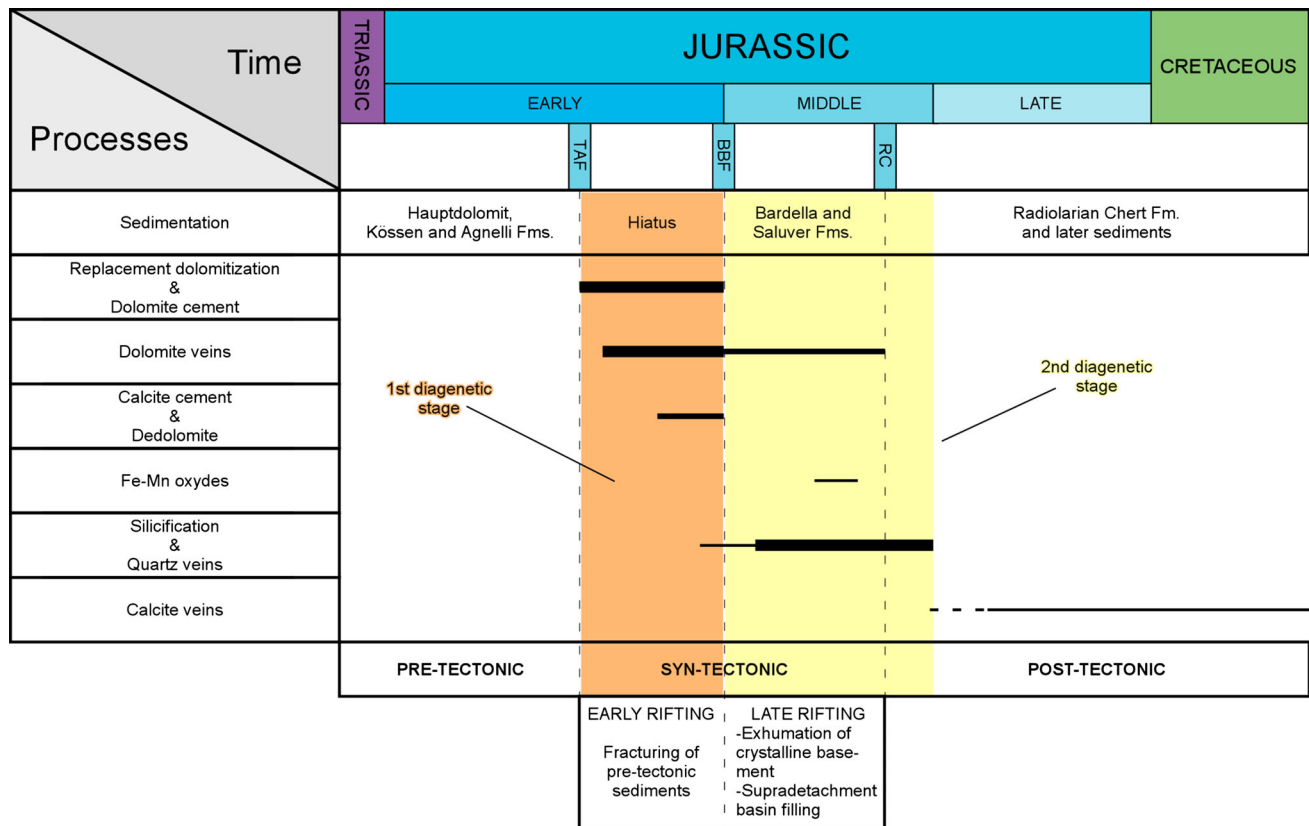 Time
Processes
TRIASSIC
JURASSIC
CRETACEOUS
EARLY
MIDDLE
LATE
TAF
BBF
RC
Sedimentation
Hauptdolomit,
Kössen and Agnelli Fms.
Hiatus
Bardella and
Saluver Fms.
Radiolarian Chert Fm.
and later sediments
Replacement dolomitization
&
Dolomite cement
Dolomite veins
1st diagenetic
stage
2nd diagenetic
stage
Calcite cement
&
Dedolomite
Fe-Mn oxydes
Silicification
&
Quartz veins
Calcite veins
PRE-TECTONIC
SYN-TECTONIC
POST-TECTONIC
EARLY RIFTING
Fracturing of
pre-tectonic
sediments
LATE RIFTING
-Exhumation of
crystalline base-
ment
-Supradetachment
basin filling